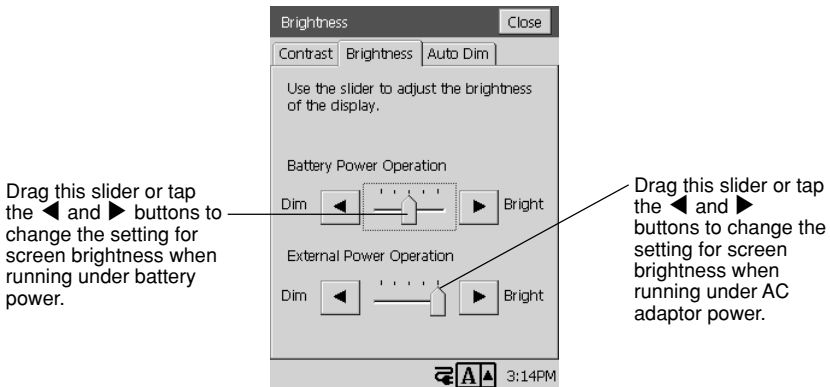 Brightness
Close
Contrast Brightness Auto Dim
Use the slider to adjust the brightness
of the display.
Battery Power Operation
Dim ◀ ▶ Bright
External Power Operation
Dim ◀ ▶ Bright
A ▲ 3:14PM
Drag this slider or tap
the ◀ and ▶ buttons to
change the setting for
screen brightness when
running under battery
power.
Drag this slider or tap
the ◀ and ▶
buttons to change the
setting for screen
brightness when
running under AC
adaptor power.